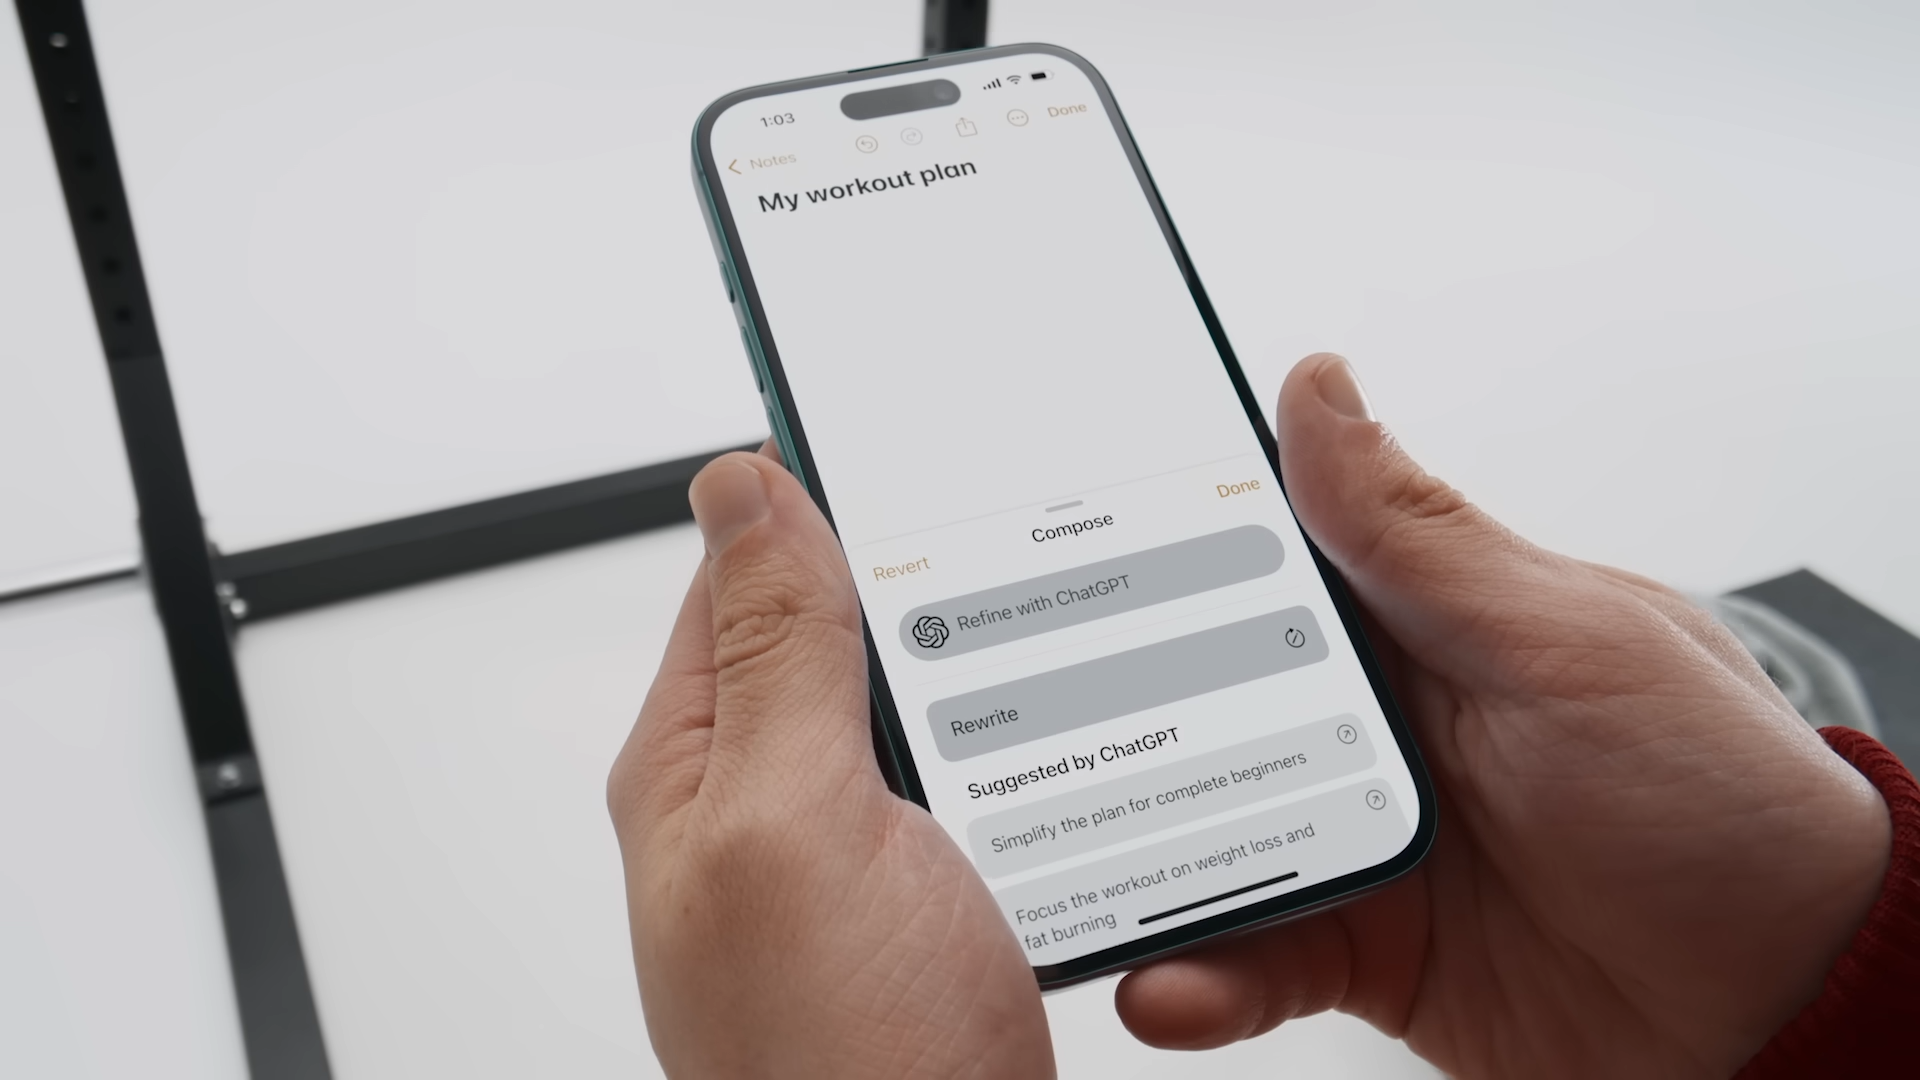 1:03
Notes
Done
My workout plan
Compose
Done
Revert
Refine with ChatGPT
Rewrite
Suggested by ChatGPT
Simplify the plan for complete beginners
Focus the workout on weight loss and
fat burning